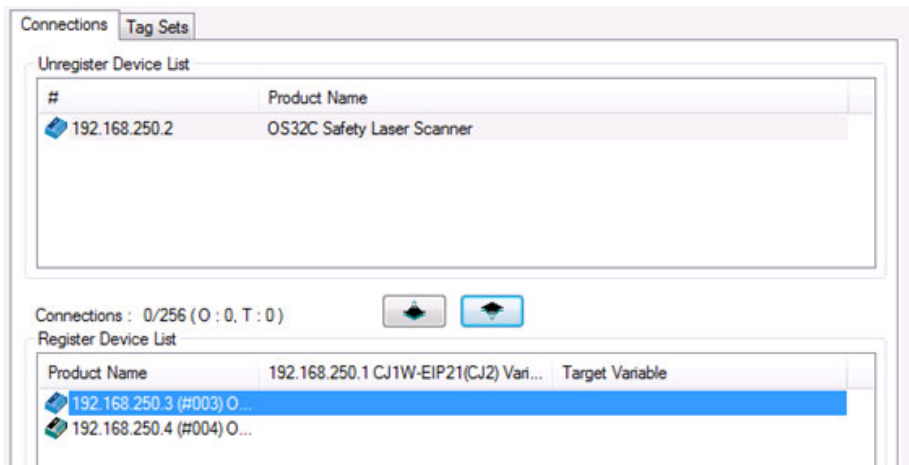 Connections Tag Sets
Unregister Device List
# Product Name
192.168.250.2 OS32C Safety Laser Scanner
Connections : 0/256 ( O : 0, T : 0 )
Register Device List
Product Name 192.168.250.1 CJ1W-EIP21(CJ2) Vari... Target Variable
192.168.250.3 (#003) O...
192.168.250.4 (#004) O...